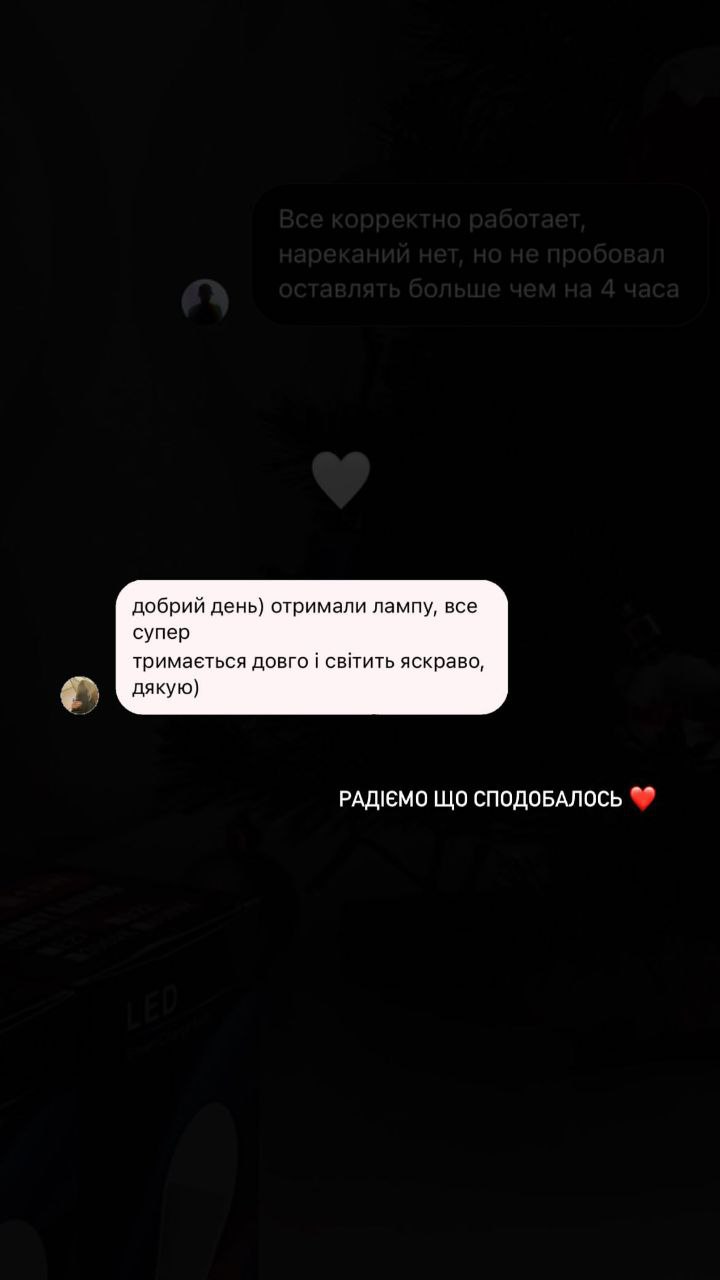 Все корректно работает,
нареканий нет, но не пробовал
оставлять больше чем на 4 часа
добрий день) отримали лампу, все
супер
тримається довго і світить яскраво,
дякую)
РАДІЄМО ЩО СПОДОБАЛОСЬ ❤️
LED